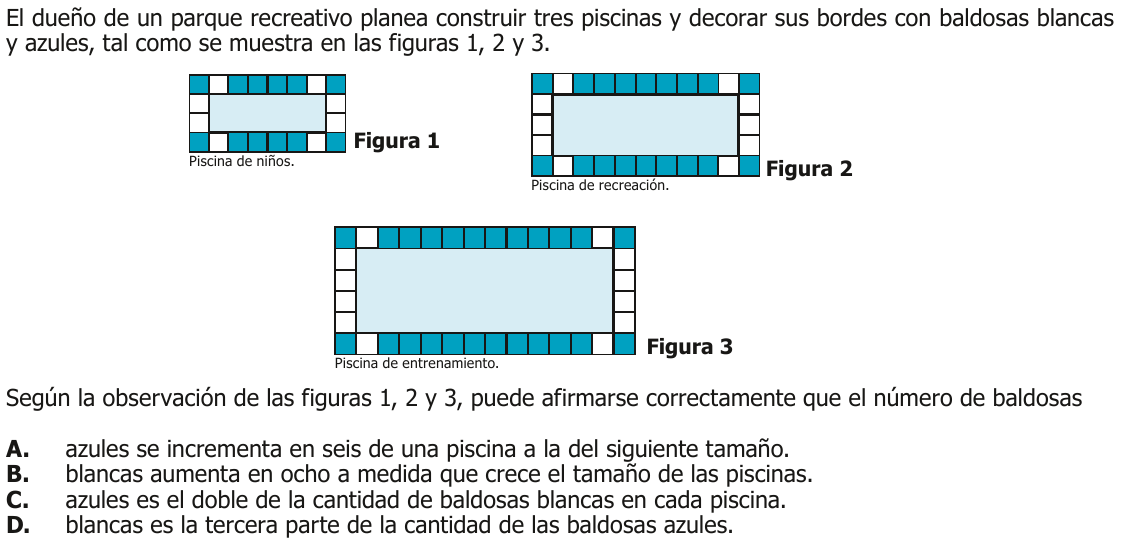 El dueño de un parque recreativo planea construir tres piscinas y decorar sus bordes con baldosas blancas
y azules, tal como se muestra en las figuras 1, 2 y 3.
Figura 1
Piscina de niños.
Figura 2
Piscina de recreación.
Figura 3
Piscina de entrenamiento.
Según la observación de las figuras 1, 2 y 3, puede afirmarse correctamente que el número de baldosas
A. azules se incrementa en seis de una piscina a la del siguiente tamaño.
B. blancas aumenta en ocho a medida que crece el tamaño de las piscinas.
C. azules es el doble de la cantidad de baldosas blancas en cada piscina.
D. blancas es la tercera parte de la cantidad de las baldosas azules.